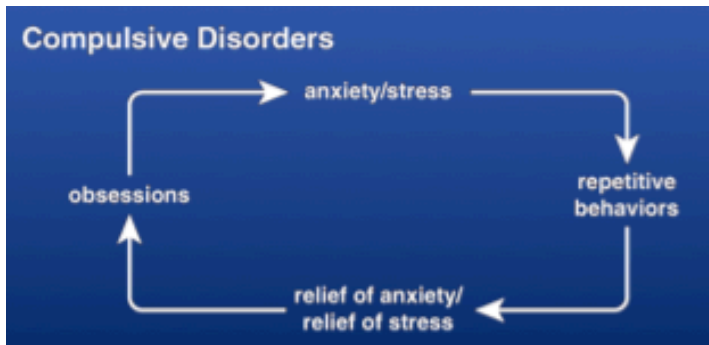 Compulsive Disorders
anxiety/stress
repetitive
behaviors
relief of anxiety/
relief of stress
obsessions